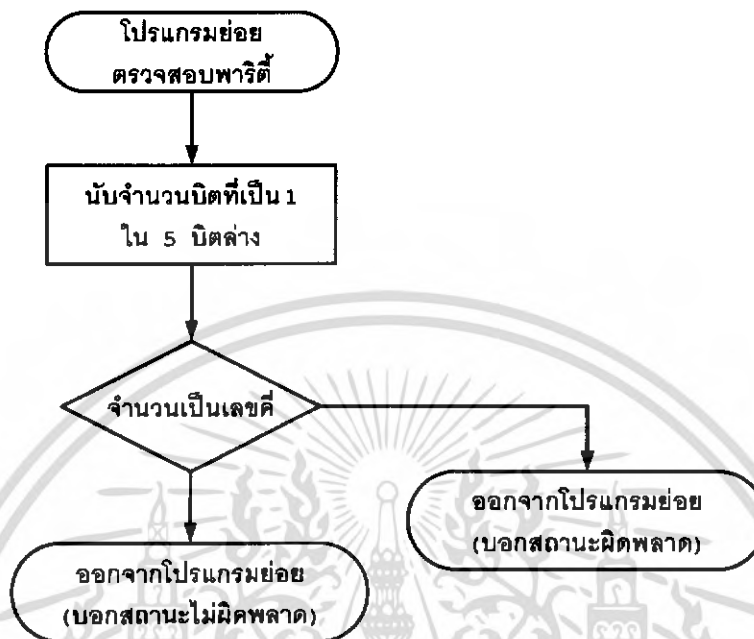 โปรแกรมย่อย
ตรวจสอบพาริตี้
นับจำนวนบิตที่เป็น 1
ใน 5 บิตล่าง
จำนวนเป็นเลขคี่
ออกจากโปรแกรมย่อย
(บอกสถานะผิดพลาด)
ออกจากโปรแกรมย่อย
(บอกสถานะไม่ผิดพลาด)